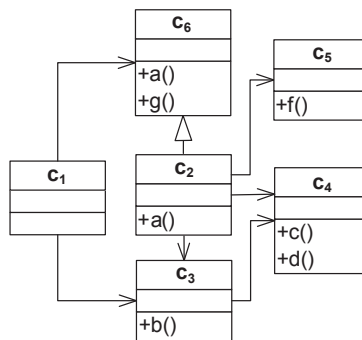 c₆
+a()
+g()
c₅
+f()
c₁
c₂
+a()
c₄
+c()
+d()
c₃
+b()